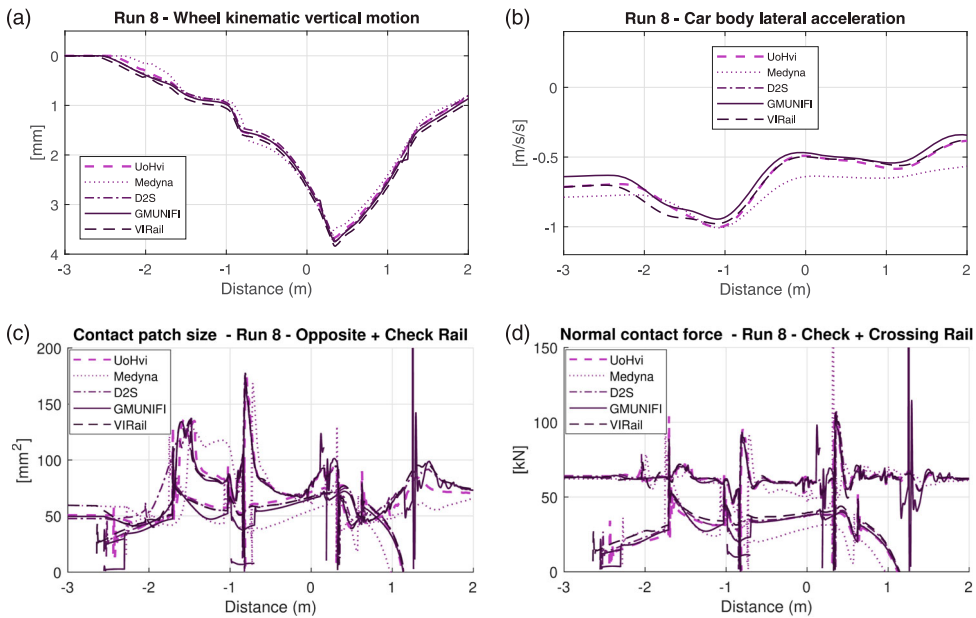 (a)
Run 8 - Wheel kinematic vertical motion
0
1
2
3
4
[mm]
UoHvi
Medyna
D2S
GMUNIFI
VIRail
-3
-2
-1
0
1
2
Distance (m)
(b)
Run 8 - Car body lateral acceleration
0
-0.5
-1
[m/s/s]
UoHvi
Medyna
D2S
GMUNIFI
VIRail
-3
-2
-1
0
1
2
Distance (m)
(c)
Contact patch size - Run 8 - Opposite + Check Rail
200
150
100
50
0
[mm²]
UoHvi
Medyna
D2S
GMUNIFI
VIRail
-3
-2
-1
0
1
2
Distance (m)
(d)
Normal contact force - Run 8 - Check + Crossing Rail
150
100
50
0
[kN]
UoHvi
Medyna
D2S
GMUNIFI
VIRail
-3
-2
-1
0
1
2
Distance (m)